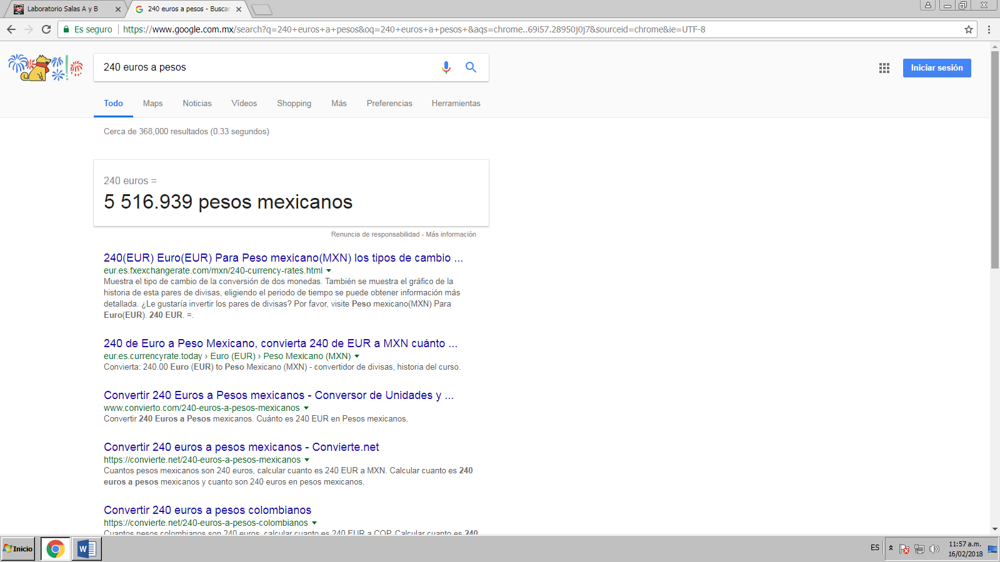 Laboratorio Salas A y B
240 euros a pesos - Buscar
Es seguro
https://www.google.com.mx/search?q=240+euros+a+pesos&oq=240+euros+a+pesos+&aqs=chrome..69i57.28950j0j7&sourceid=chrome&ie=UTF-8
240 euros a pesos
Iniciar sesión
Todo Maps Noticias Vídeos Shopping Más Preferencias Herramientas
Cerca de 368,000 resultados (0.33 segundos)
240 euros =
5 516.939 pesos mexicanos
Renuncia de responsabilidad - Más información
240(EUR) Euro(EUR) Para Peso mexicano(MXN) los tipos de cambio ...
eur.es.fxexchangerate.com/mxn/240-currency-rates.html
Muestra el tipo de cambio de la conversión de dos monedas. También se muestra el gráfico de la
historia de esta pares de divisas, eligiendo el periodo de tiempo se puede obtener información más
detallada. ¿Le gustaría invertir los pares de divisas? Por favor, visite Peso mexicano(MXN) Para
Euro(EUR). 240 EUR. =.
240 de Euro a Peso Mexicano, convierta 240 de EUR a MXN cuánto ...
eur.es.currencyrate.today › Euro (EUR) › Peso Mexicano (MXN)
Convierta: 240.00 Euro (EUR) to Peso Mexicano (MXN) - convertidor de divisas, historia del curso.
Convertir 240 Euros a Pesos mexicanos - Conversor de Unidades y ...
www.convierto.com/240-euros-a-pesos-mexicanos
Convertir 240 Euros a Pesos mexicanos. Cuánto es 240 EUR en Pesos mexicanos.
Convertir 240 euros a pesos mexicanos - Convierte.net
https://convierte.net/240-euros-a-pesos-mexicanos
Cuantos pesos mexicanos son 240 euros, calcular cuanto es 240 EUR a MXN. Calcular cuanto es 240
euros a pesos mexicanos y cuanto son 240 euros en pesos mexicanos.
Convertir 240 euros a pesos colombianos
https://convierte.net/240-euros-a-pesos-colombianos
Cuantos pesos colombianos son 240 euros, calcular cuanto es 240 EUR a COP. Calcular cuanto es 240
Inicio
ES
11:57 a.m.
16/02/2018